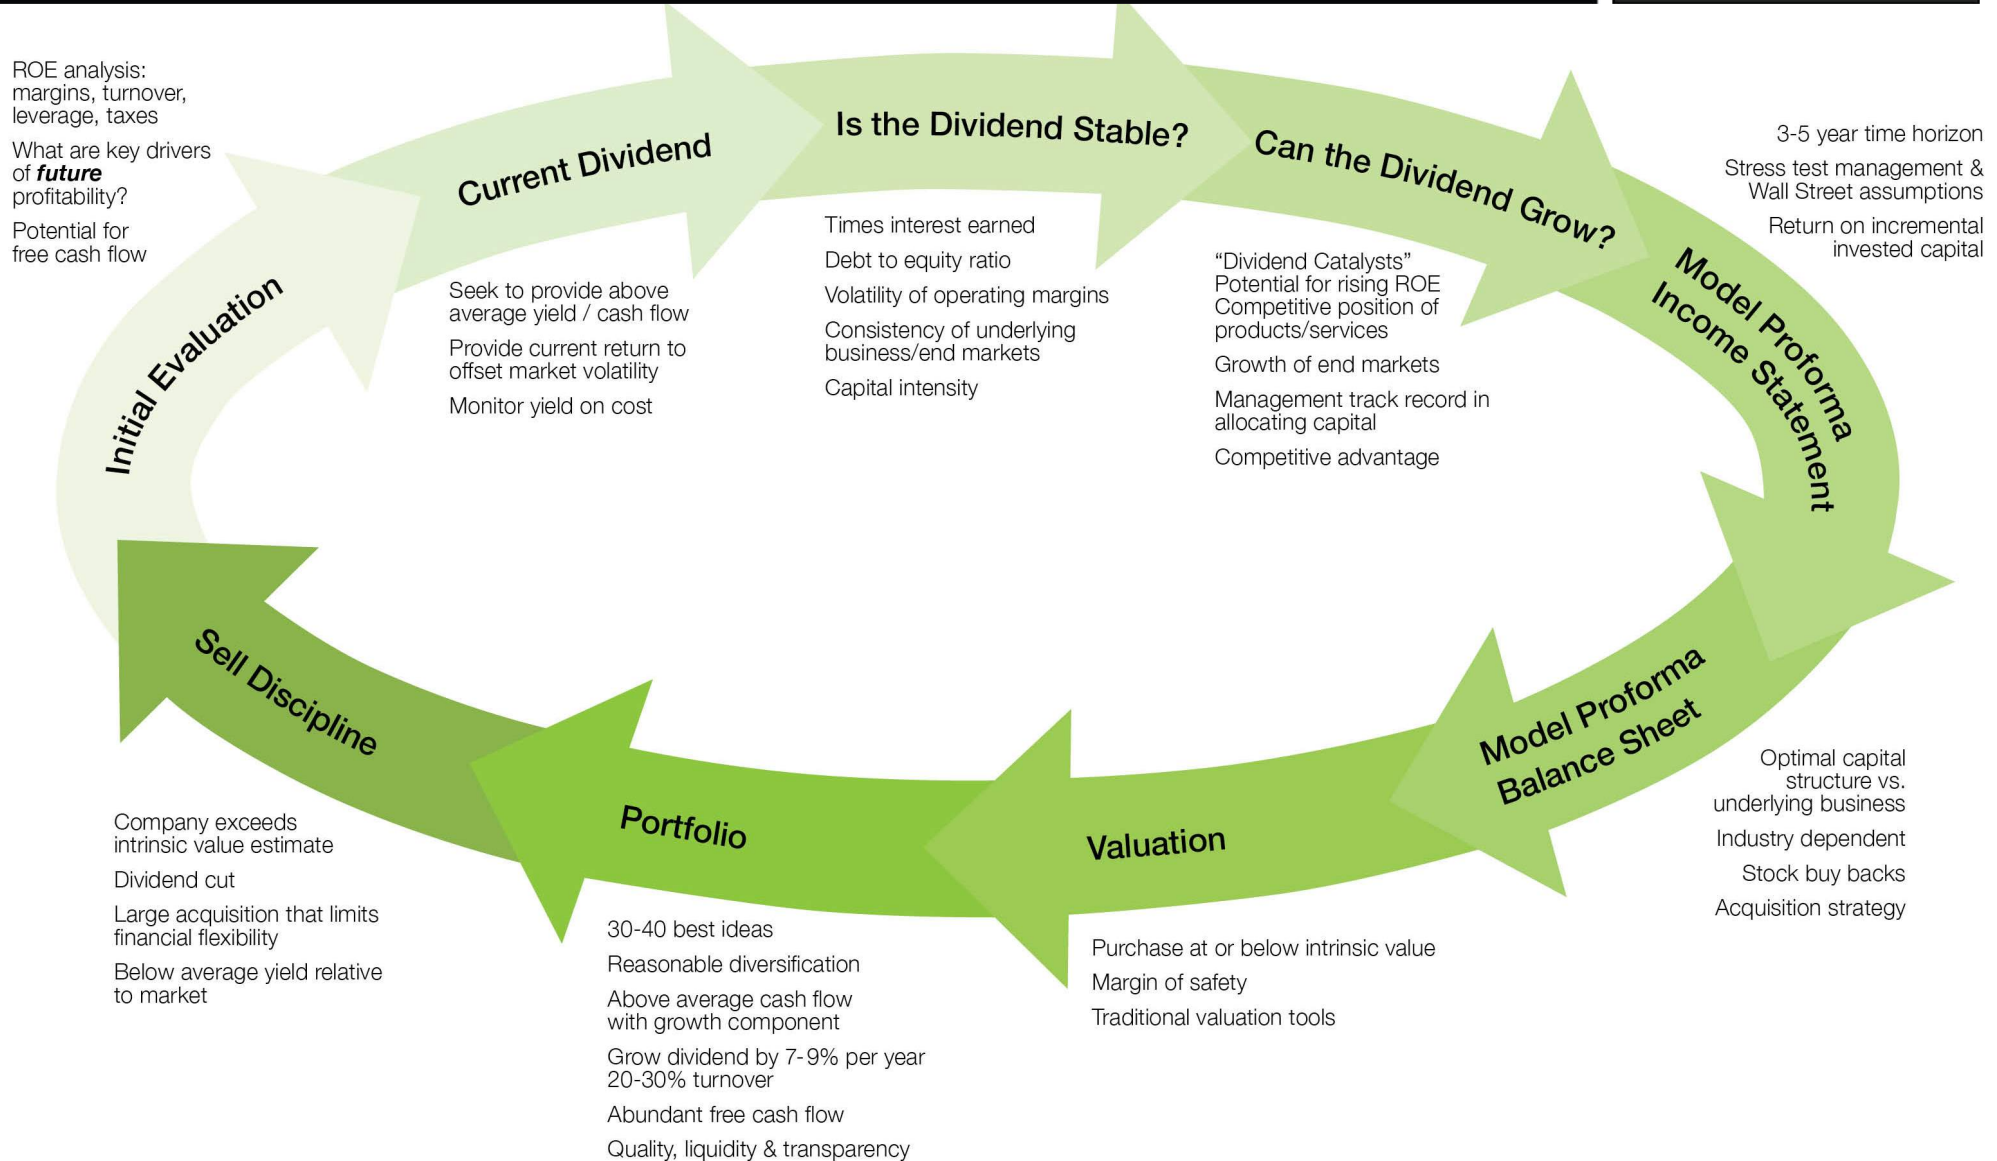 ROE analysis:
margins, turnover,
leverage, taxes
What are key drivers
of future
profitability?
Potential for
free cash flow
Initial Evaluation
Current Dividend
Seek to provide above
average yield / cash flow
Provide current return to
offset market volatility
Monitor yield on cost
Is the Dividend Stable?
Times interest earned
Debt to equity ratio
Volatility of operating margins
Consistency of underlying
business/end markets
Capital intensity
Can the Dividend Grow?
“Dividend Catalysts”
Potential for rising ROE
Competitive position of
products/services
Growth of end markets
Management track record in
allocating capital
Competitive advantage
3-5 year time horizon
Stress test management &
Wall Street assumptions
Return on incremental
invested capital
Model Proforma
Income Statement
Model Proforma
Balance Sheet
Optimal capital
structure vs.
underlying business
Industry dependent
Stock buy backs
Acquisition strategy
Valuation
Purchase at or below intrinsic value
Margin of safety
Traditional valuation tools
Portfolio
30-40 best ideas
Reasonable diversification
Above average cash flow
with growth component
Grow dividend by 7-9% per year
20-30% turnover
Abundant free cash flow
Quality, liquidity & transparency
Sell Discipline
Company exceeds
intrinsic value estimate
Dividend cut
Large acquisition that limits
financial flexibility
Below average yield relative
to market